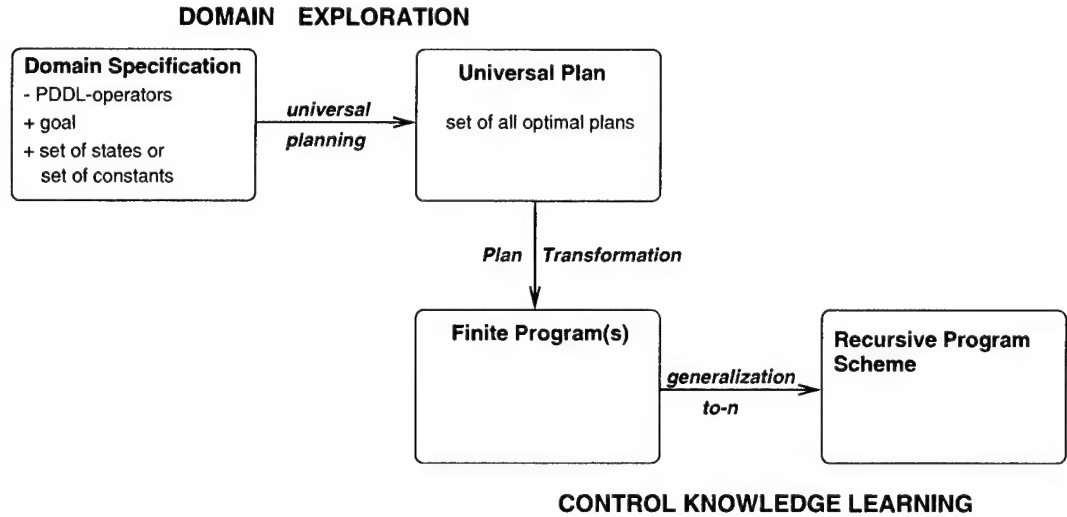 DOMAIN EXPLORATION
Domain Specification
- PDDL-operators
+ goal
+ set of states or
set of constants
universal
planning
Universal Plan
set of all optimal plans
Plan Transformation
Finite Program(s)
generalization
to-n
Recursive Program
Scheme
CONTROL KNOWLEDGE LEARNING